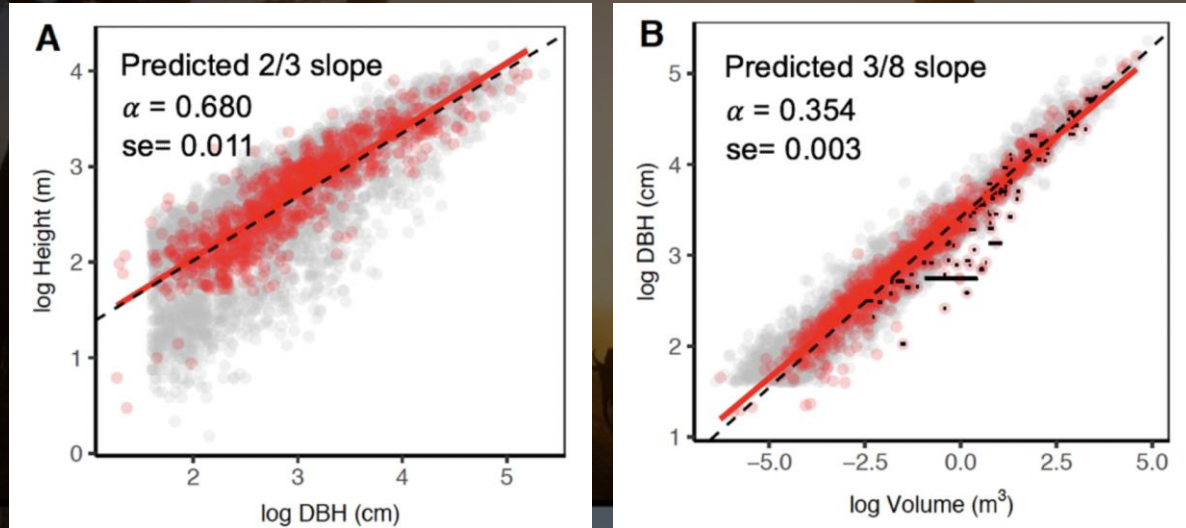 A
Predicted 2/3 slope
α = 0.680
se= 0.011
4
3
2
1
0
log Height (m)
2 3 4 5
log DBH (cm)
B
Predicted 3/8 slope
α = 0.354
se= 0.003
5
4
3
2
1
log DBH (cm)
−5.0 −2.5 0.0 2.5 5.0
log Volume (m³)